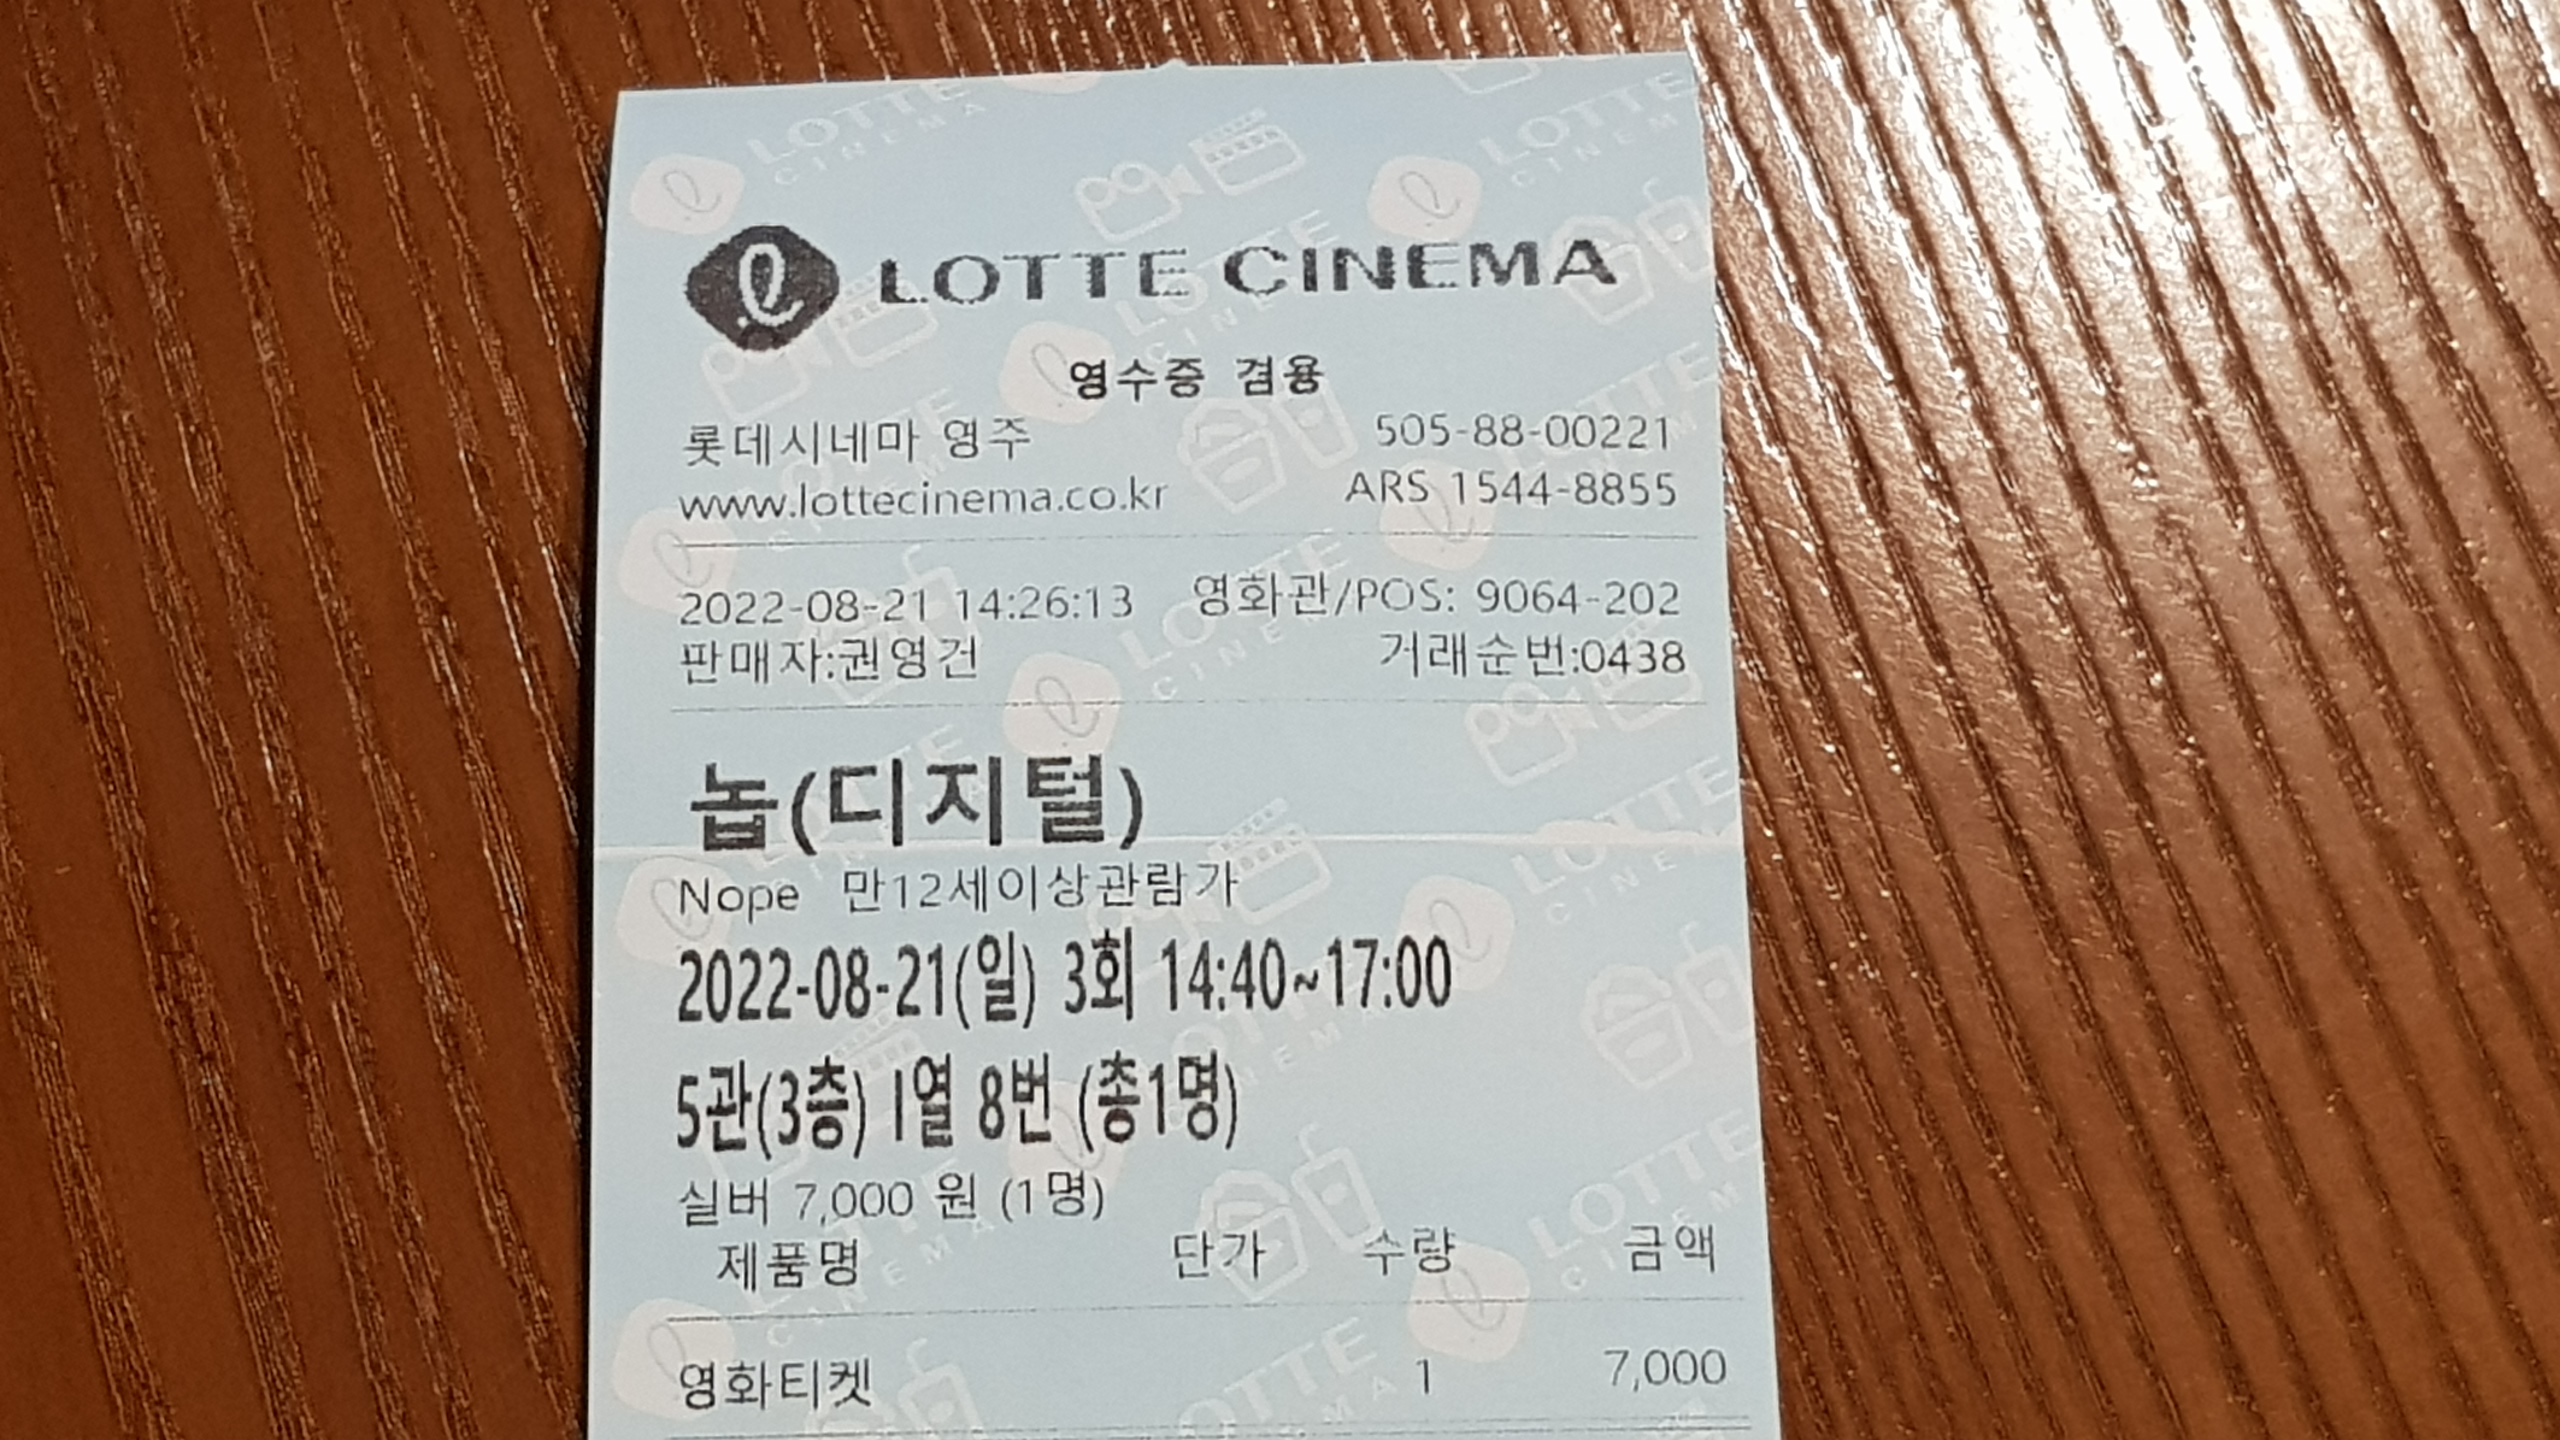 LOTTE CINEMA
영수증 겸용
롯데시네마 영주 505-88-00221
www.lottecinema.co.kr ARS 1544-8855
2022-08-21 14:26:13 영화관/POS: 9064-202
판매자:권영건 거래순번:0438
놉(디지털)
Nope 만12세이상관람가
2022-08-21(일) 3회 14:40~17:00
5관(3층) I열 8번 (총1명)
실버 7,000 원 (1명)
제품명 단가 수량 금액
영화티켓 1 7,000